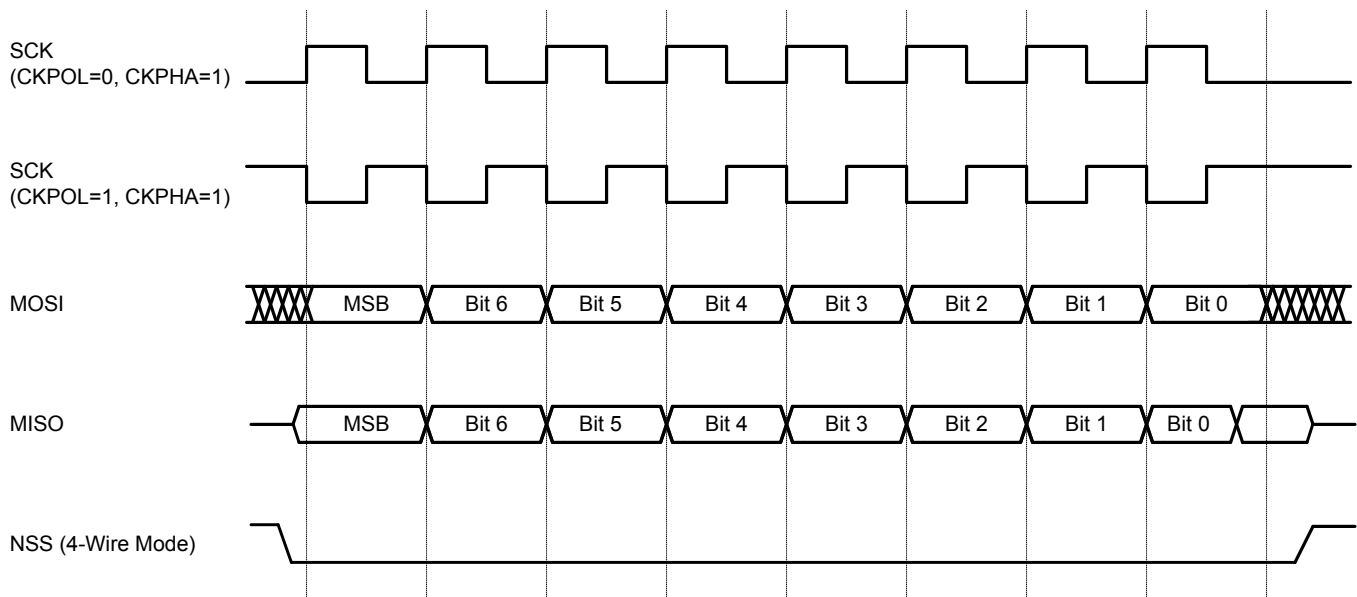 SCK
(CKPOL=0, CKPHA=1)
SCK
(CKPOL=1, CKPHA=1)
MOSI
MSB Bit 6 Bit 5 Bit 4 Bit 3 Bit 2 Bit 1 Bit 0
MISO
MSB Bit 6 Bit 5 Bit 4 Bit 3 Bit 2 Bit 1 Bit 0
NSS (4-Wire Mode)